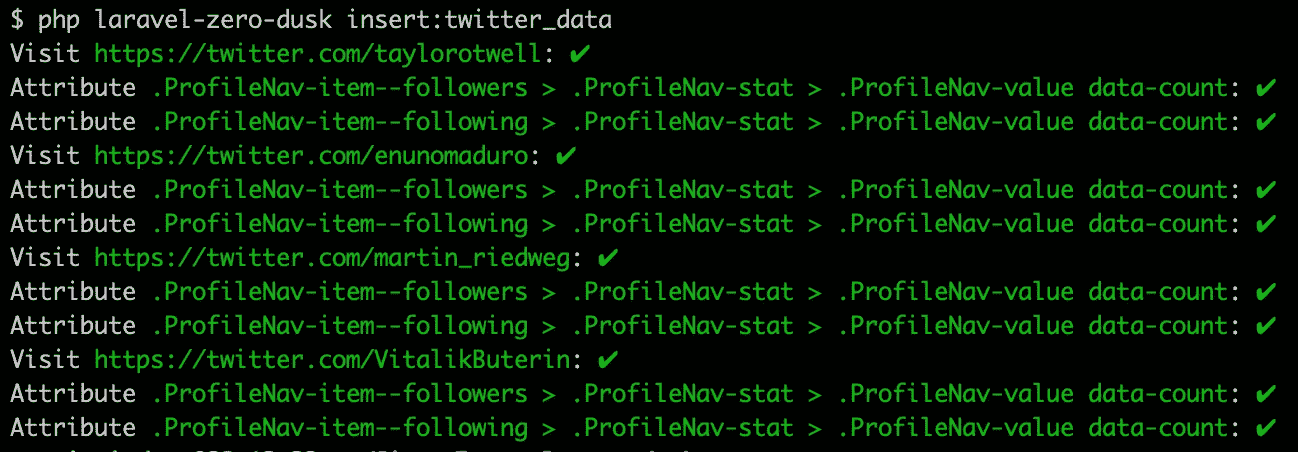 $ php laravel-zero-dusk insert:twitter_data
Visit https://twitter.com/taylorotwell: ✔
Attribute .ProfileNav-item--followers > .ProfileNav-stat > .ProfileNav-value data-count: ✔
Attribute .ProfileNav-item--following > .ProfileNav-stat > .ProfileNav-value data-count: ✔
Visit https://twitter.com/enunomaduro: ✔
Attribute .ProfileNav-item--followers > .ProfileNav-stat > .ProfileNav-value data-count: ✔
Attribute .ProfileNav-item--following > .ProfileNav-stat > .ProfileNav-value data-count: ✔
Visit https://twitter.com/martin_riedweg: ✔
Attribute .ProfileNav-item--followers > .ProfileNav-stat > .ProfileNav-value data-count: ✔
Attribute .ProfileNav-item--following > .ProfileNav-stat > .ProfileNav-value data-count: ✔
Visit https://twitter.com/VitalikButerin: ✔
Attribute .ProfileNav-item--followers > .ProfileNav-stat > .ProfileNav-value data-count: ✔
Attribute .ProfileNav-item--following > .ProfileNav-stat > .ProfileNav-value data-count: ✔